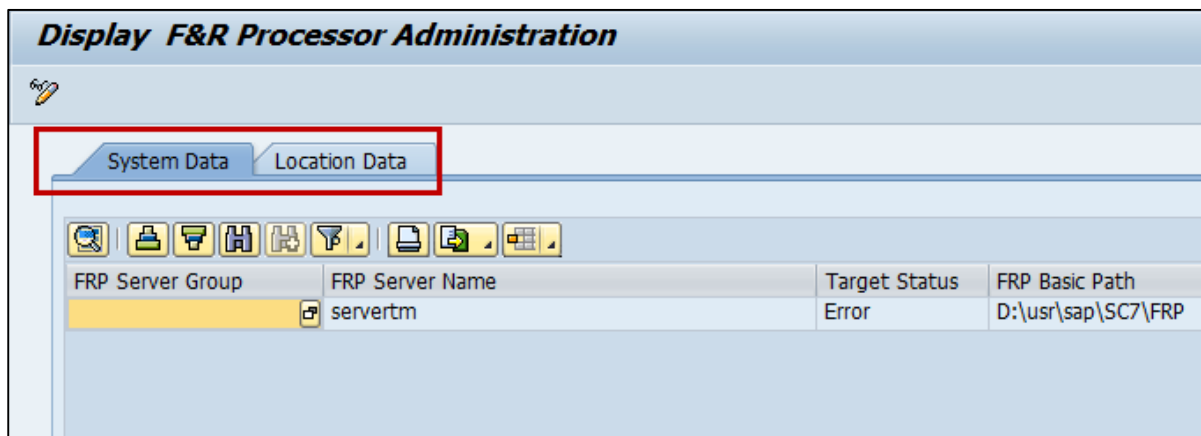 Display F&R Processor Administration
System Data Location Data
FRP Server Group FRP Server Name Target Status FRP Basic Path
servertm Error D:\usr\sap\SC7\FRP